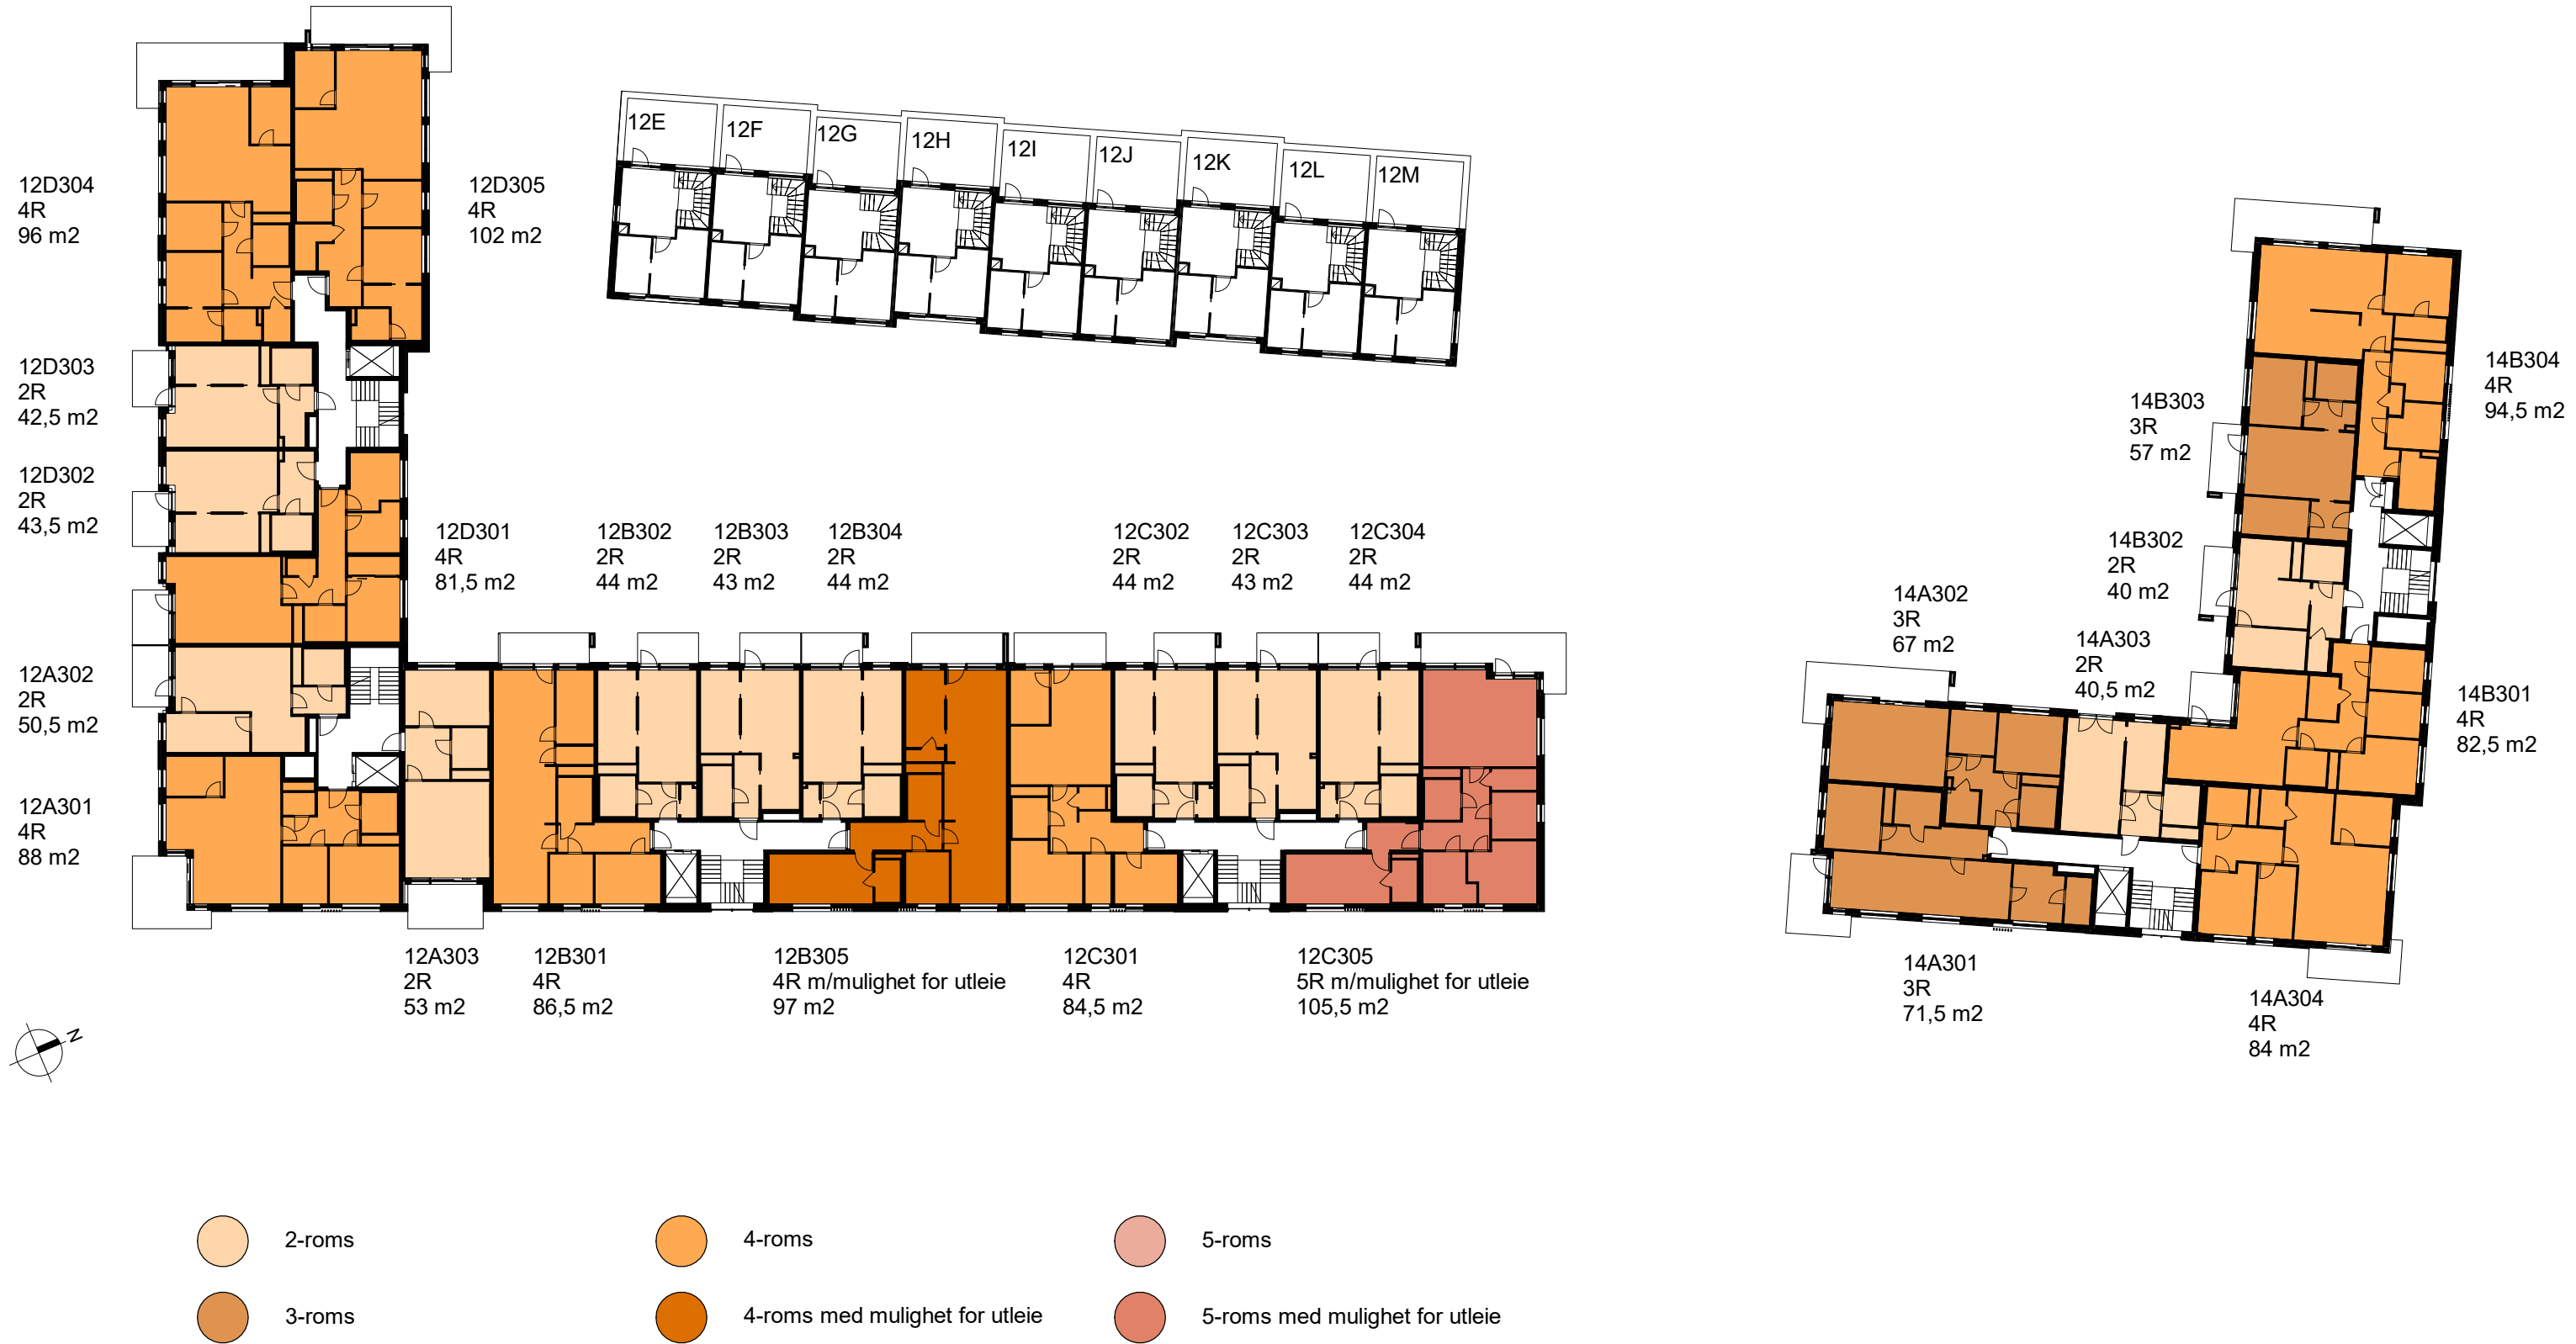 12E
12F
12G
12H
12I
12J
12K
12L
12M
12D304
4R
96 m2
12D305
4R
102 m2
12D303
2R
42,5 m2
12D302
2R
43,5 m2
12D301
4R
81,5 m2
12B302
2R
44 m2
12B303
2R
43 m2
12B304
2R
44 m2
12C302
2R
44 m2
12C303
2R
43 m2
12C304
2R
44 m2
12A302
2R
50,5 m2
12A301
4R
88 m2
12A303
2R
53 m2
12B301
4R
86,5 m2
12B305
4R m/mulighet for utleie
97 m2
12C301
4R
84,5 m2
12C305
5R m/mulighet for utleie
105,5 m2
14B304
4R
94,5 m2
14B303
3R
57 m2
14B302
2R
40 m2
14A302
3R
67 m2
14A303
2R
40,5 m2
14B301
4R
82,5 m2
14A301
3R
71,5 m2
14A304
4R
84 m2
N
2-roms
4-roms
5-roms
3-roms
4-roms med mulighet for utleie
5-roms med mulighet for utleie